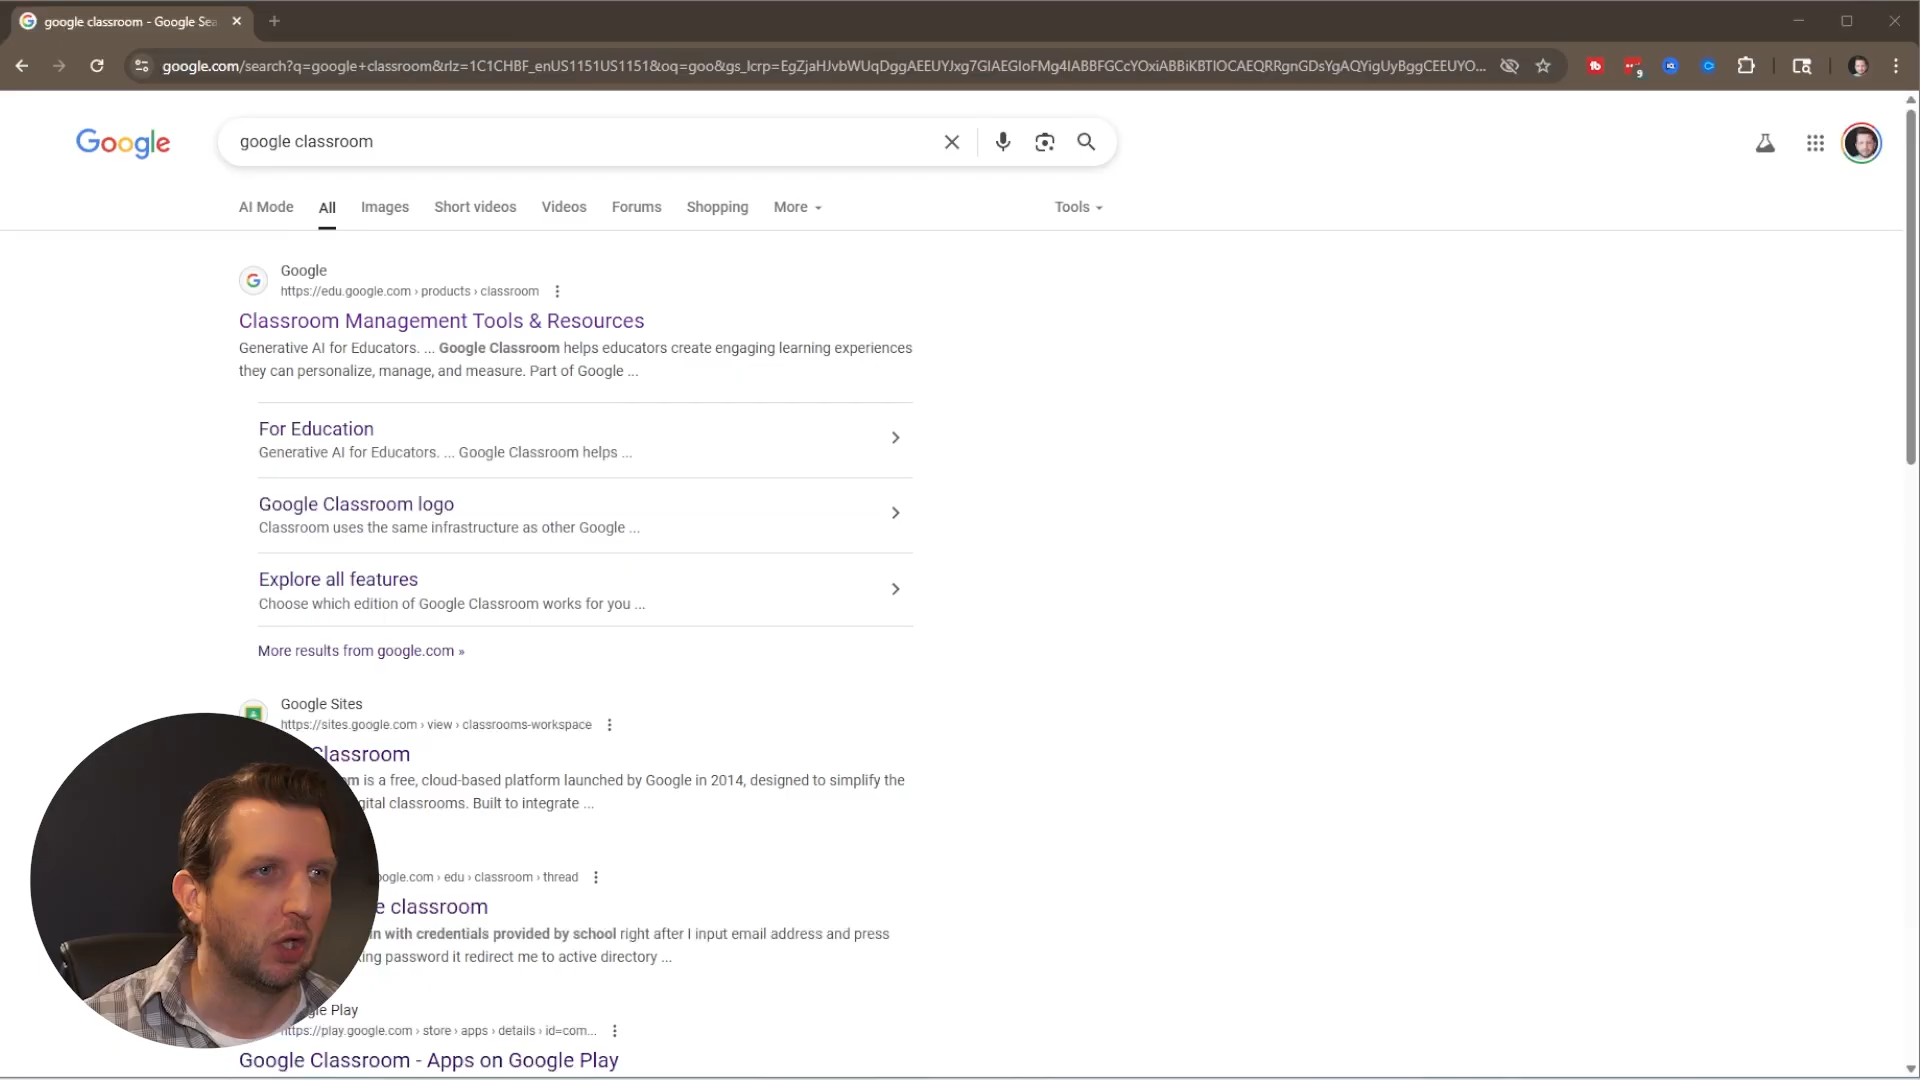 google classroom - Google Sea
google.com/search?q=google+classroom&rlz=1C1CHBF_enUS1151US1151&oq=goo&gs_lcrp=EgZjaHJvbWUqDggAEEUYJxg7GIAEGIoFMg4IABBFGCcYOxiABBiKBTIOCAEQRRgnGDsYgAQYigUyBggCEEUYO...
9
Google
google classroom
AI Mode
All
Images
Short videos
Videos
Forums
Shopping
More
Tools
Google
https://edu.google.com › products › classroom
Classroom Management Tools & Resources
Generative AI for Educators. ... Google Classroom helps educators create engaging learning experiences
they can personalize, manage, and measure. Part of Google ...
For Education
Generative AI for Educators. ... Google Classroom helps ...
Google Classroom logo
Classroom uses the same infrastructure as other Google ...
Explore all features
Choose which edition of Google Classroom works for you ...
More results from google.com »
Google Sites
https://sites.google.com › view › classrooms-workspace
Classroom
is a free, cloud-based platform launched by Google in 2014, designed to simplify the
digital classrooms. Built to integrate ...
google.com › edu › classroom › thread
classroom
with credentials provided by school right after I input email address and press
password it redirect me to active directory ...
Play
https://play.google.com › store › apps › details › id=com...
Google Classroom - Apps on Google Play